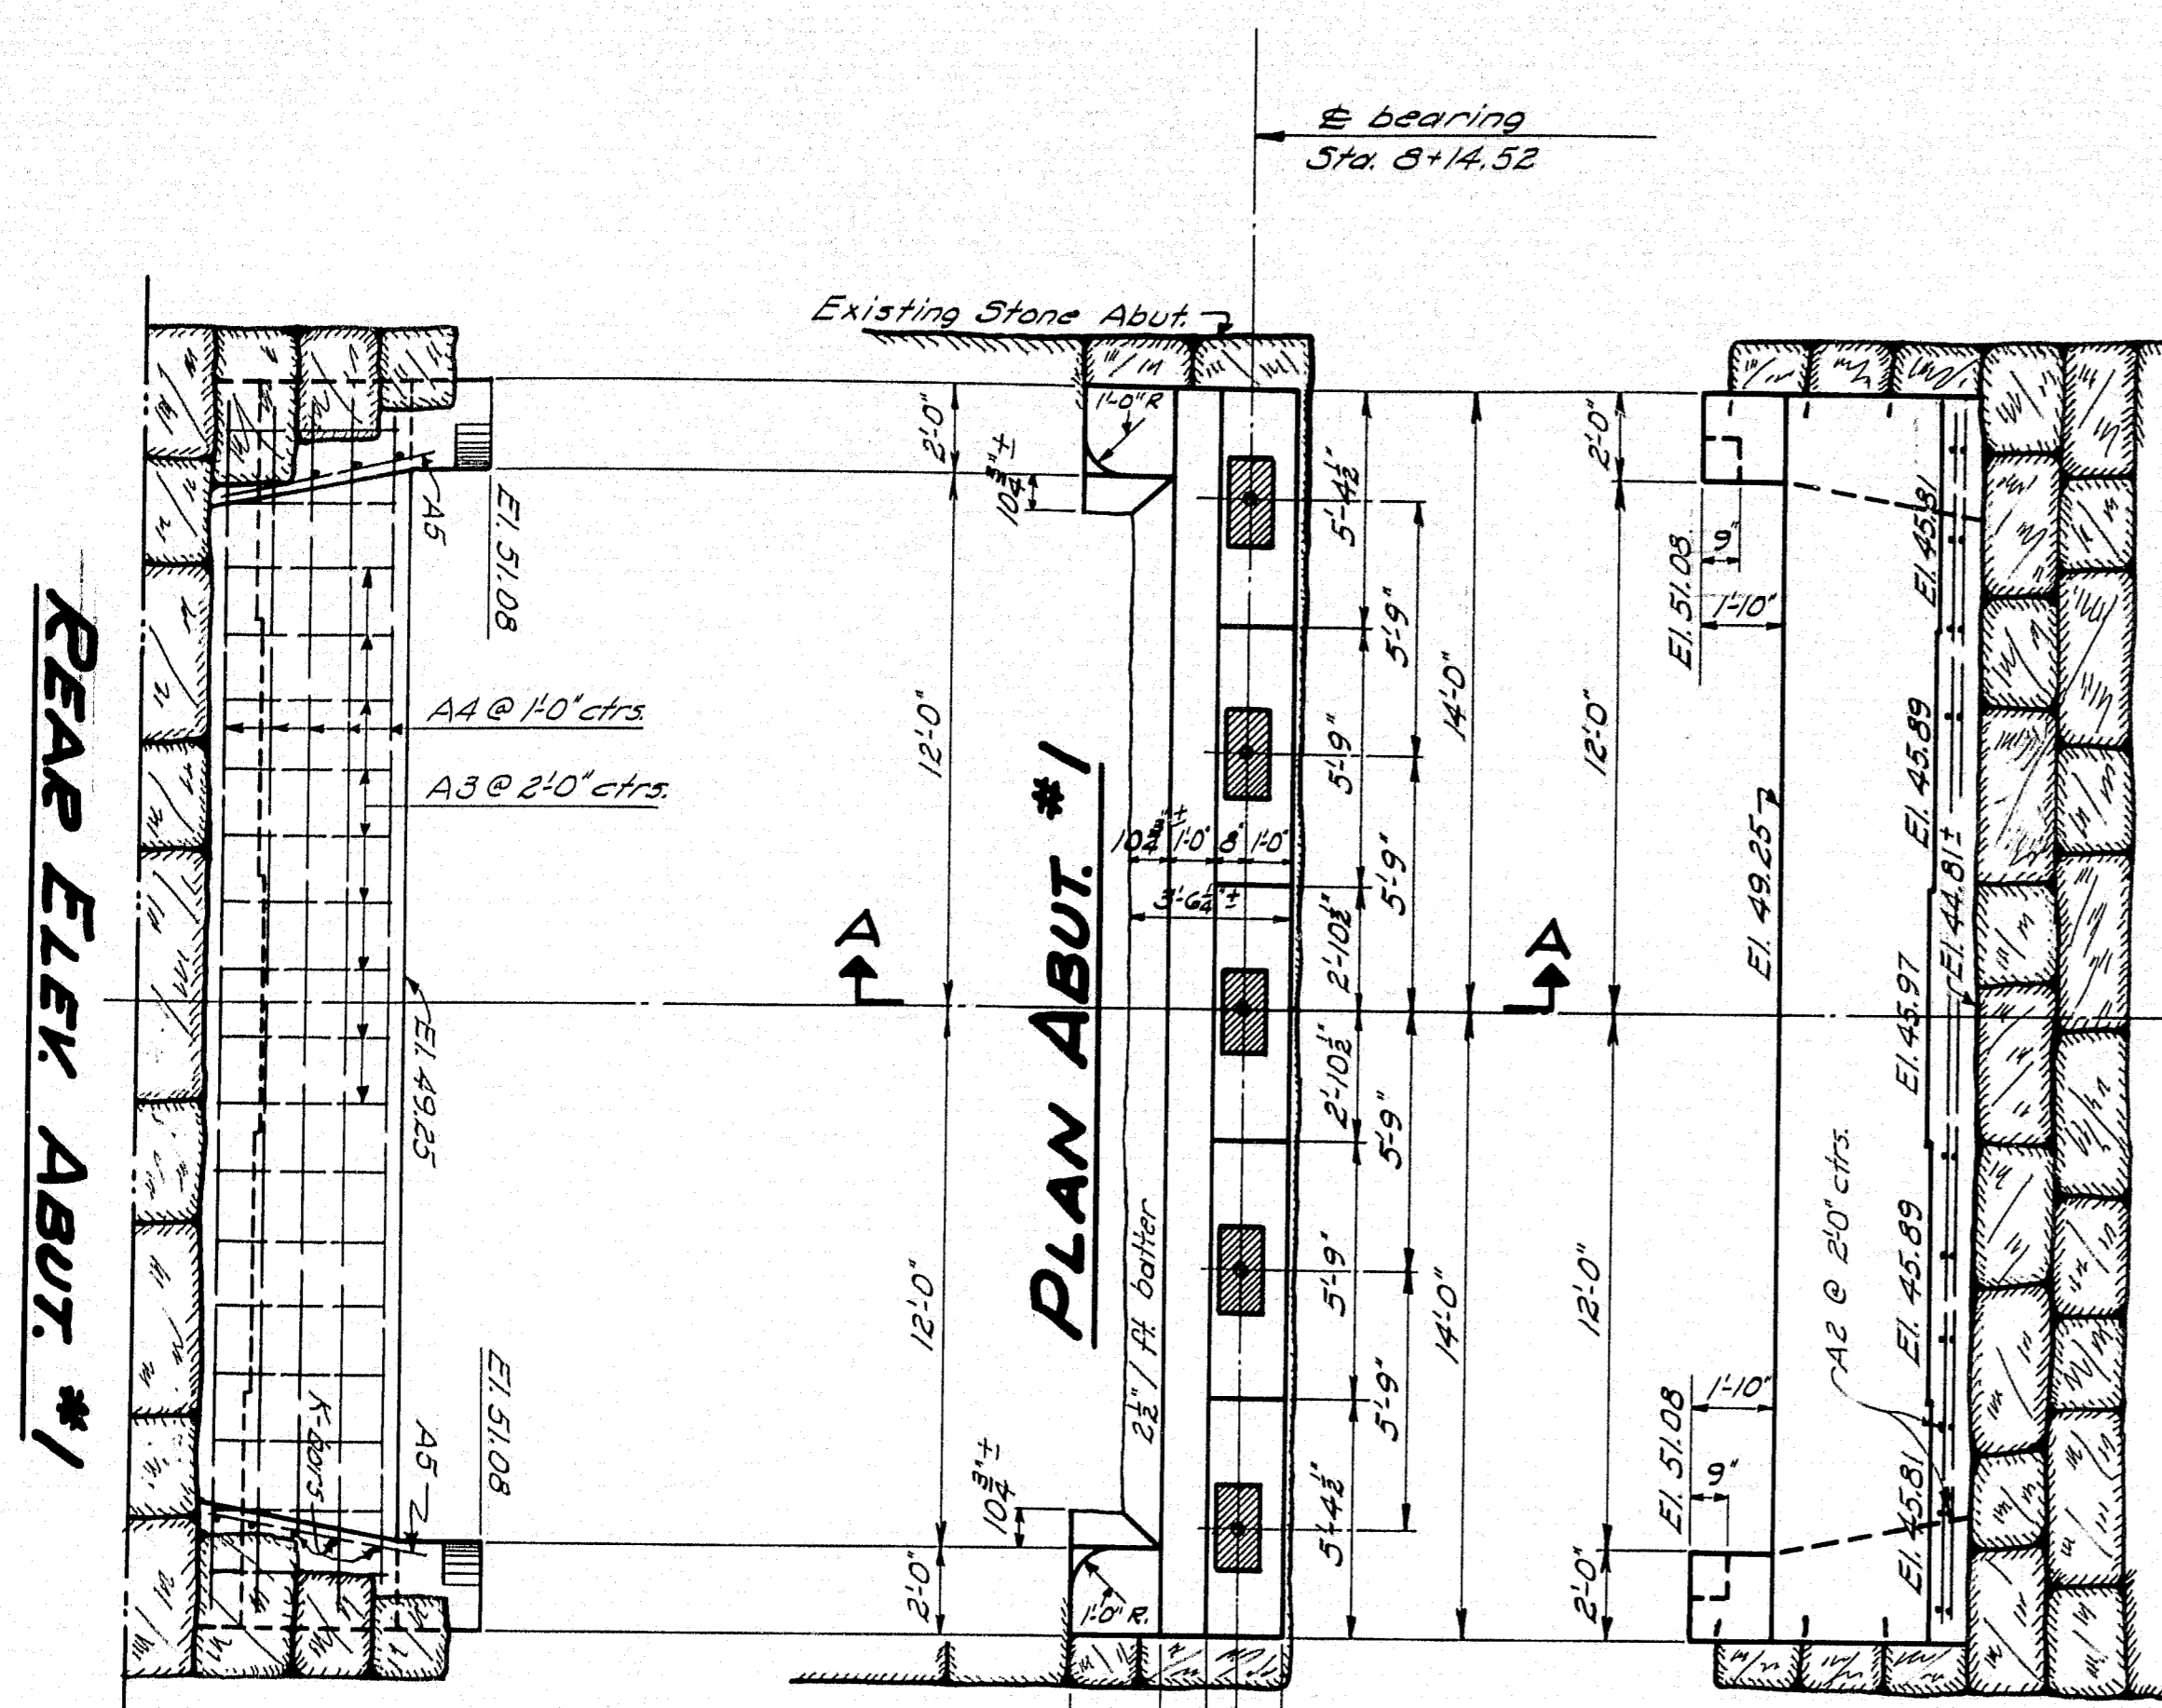 ℄ bearing
Sta. 8+14.52
Existing Stone Abut.
REAR ELEV. ABUT. #1
A5
El. 51.08
A4 @ 1'-0" ctrs.
A3 @ 2'-0" ctrs.
El. 49.25
K-bars
A5
El. 51.08
2'-0"
10¾"±
12'-0"
12'-0"
10¾"±
2'-0"
PLAN ABUT. #1
1'-0" R
10¾"± 1'-0" 8" 1'-0"
3'-6¼"±
2½" / ft. batter
1'-0" R.
A A
5'-4½"
5'-9"
2'-10½"
2'-10½"
5'-9"
5'-4½"
5'-9"
5'-9"
5'-9"
5'-9"
14'-0"
14'-0"
2'-0"
12'-0"
12'-0"
2'-0"
El. 51.08
9"
1'-10"
El. 49.25
El. 45.81
El. 45.89
El. 44.81±
El. 45.97
El. 45.89
El. 45.81
A2 @ 2'-0" ctrs.
El. 51.08
1'-10"
9"